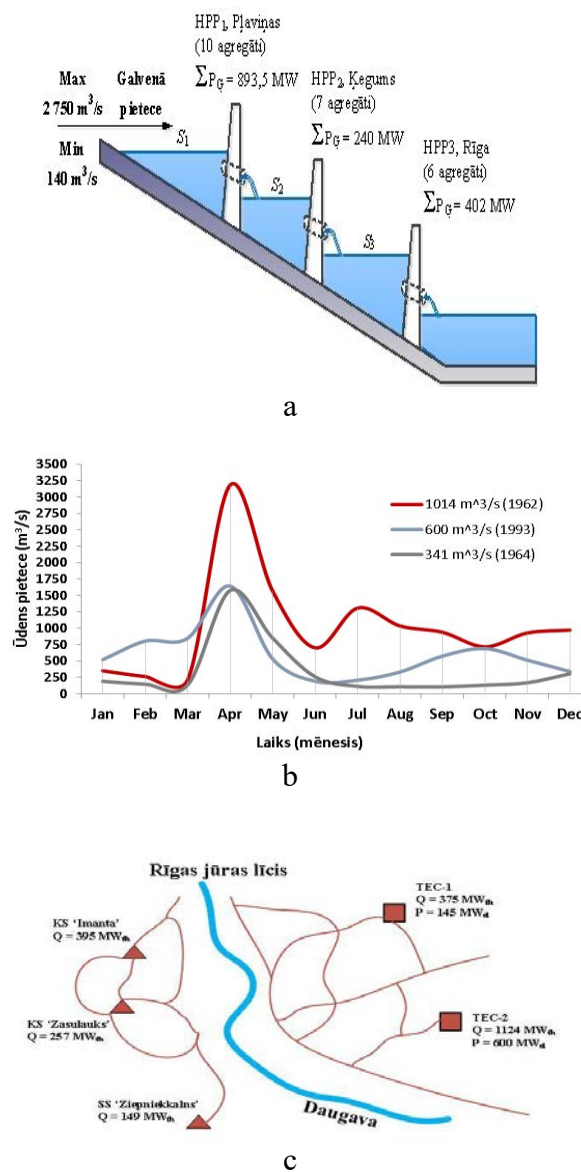 HPP₁, Pļaviņas
(10 agregāti)
∑P_Ģ = 893,5 MW
Max Galvenā
2 750 m³/s pietece
Min
140 m³/s
S₁
HPP₂, Ķegums
(7 agregāti)
∑P_Ģ = 240 MW
S₂
HPP3, Rīga
(6 agregāti)
∑P_Ģ = 402 MW
S₃
a
3500
3250
3000
2750
2500
2250
2000
1750
1500
1250
1000
750
500
250
0
Ūdens pietece (m³/s)
1014 m^3/s (1962)
600 m^3/s (1993)
341 m^3/s (1964)
Jan Feb Mar Apr May Jun Jul Aug Sep Oct Nov Dec
Laiks (mēnesis)
b
Rīgas jūras līcis
KS 'Imanta'
Q = 395 MWₜₕ
KS 'Zasulauks'
Q = 257 MWₜₕ
SS 'Ziepniekkalns'
Q = 149 MWₜₕ
TEC-1
Q = 375 MWₜₕ
P = 145 MWₑₗ
TEC-2
Q = 1124 MWₜₕ
P = 600 MWₑₗ
Daugava
c